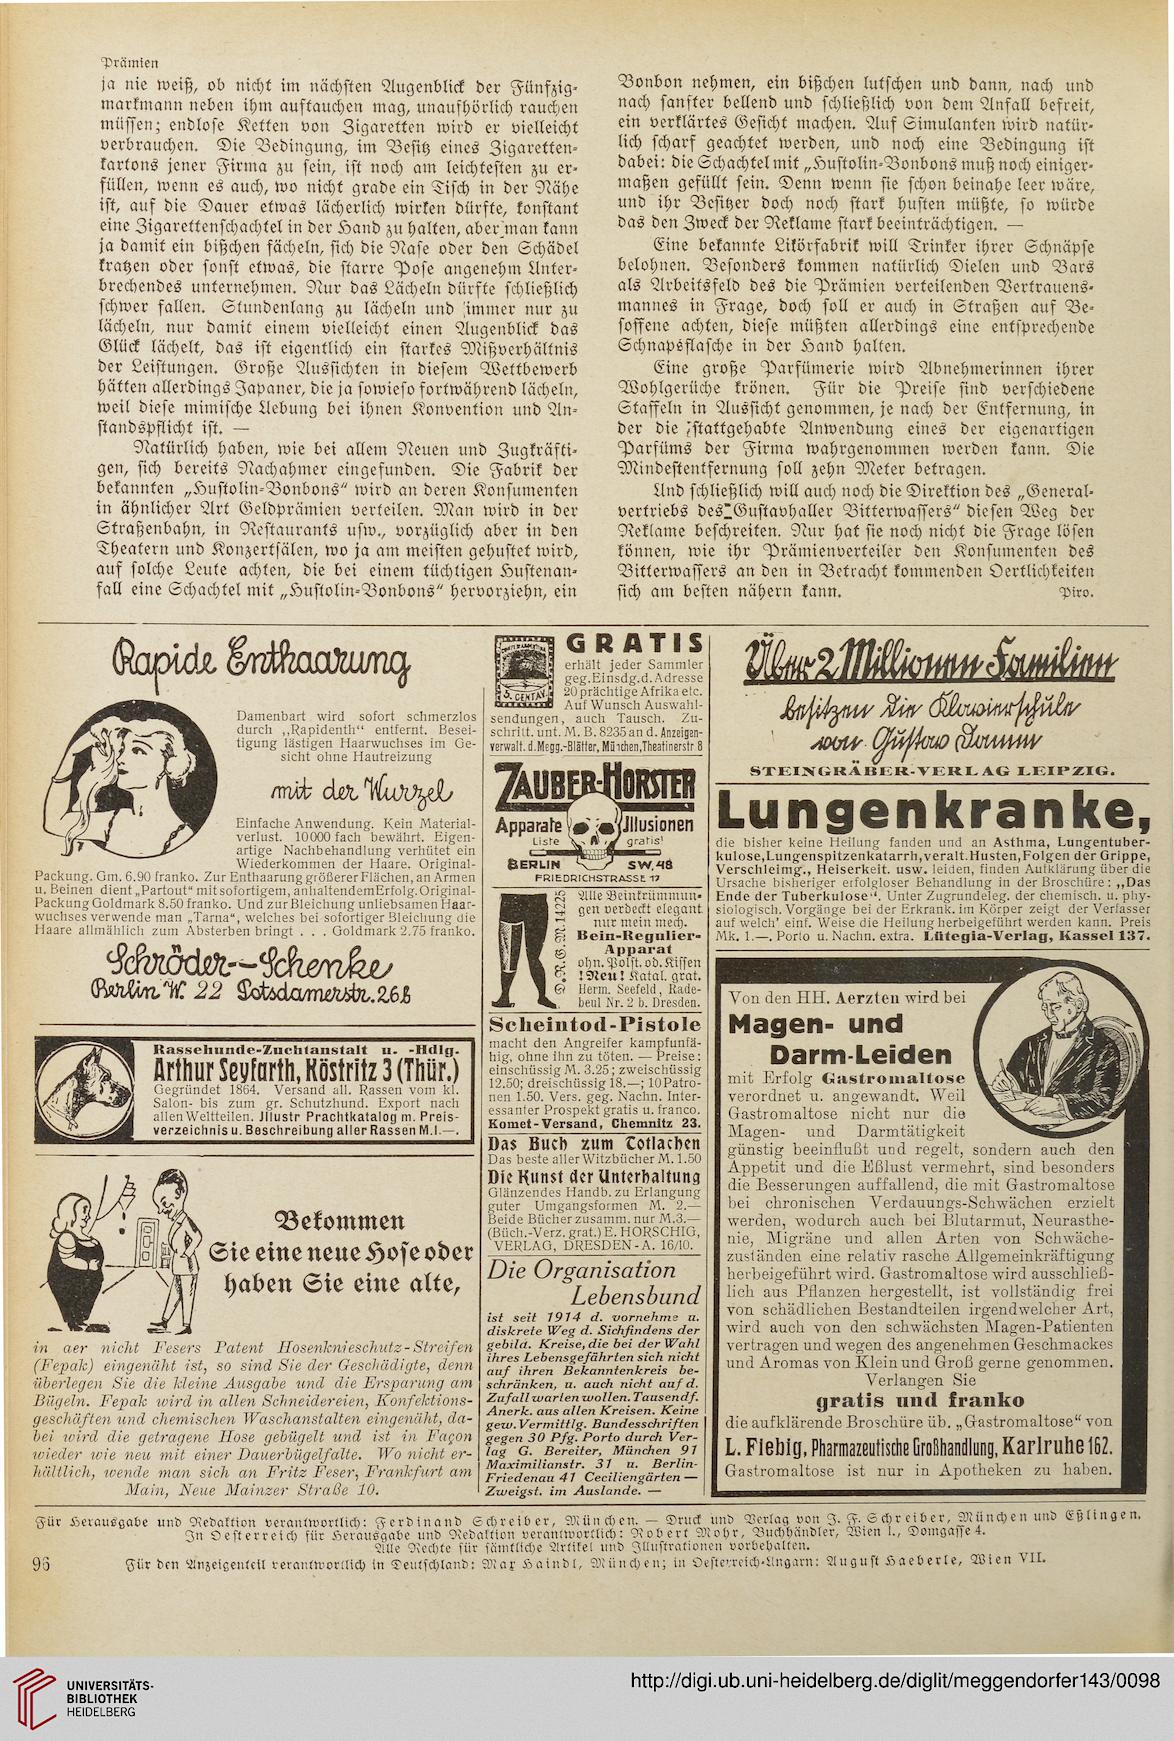 Prämien
ja nie weiß, ob nicht im nächsten Augenblick der Fünfzig-
markmann neben ihm auftauchen mag, unaufhörlich rauchen
müssen; endlose Ketten von Zigaretten wird er vielleicht
verbrauchen. Die Bedingung, im Besitz eines Zigaretten-
kartons jener Firma zu sein, ist noch am leichtesten zu er-
füllen, wenn es auch, wo nicht grade ein Tisch in der Nähe
ist, auf die Dauer etwas lächerlich wirken dürfte, konstant
eine Zigarettenschachtel in der Hand zu halten, aber man kann
ja damit ein bißchen fächeln, sich die Nase oder den Schädel
kratzen oder sonst etwas, die starre Pose angenehm Unter-
brechendes unternehmen. Nur das Lächeln dürfte schließlich
schwer fallen. Stundenlang zu lächeln und immer nur zu
lächeln, nur damit einem vielleicht einen Augenblick das
Glück lächelt, das ist eigentlich ein starkes Mißverhältnis
der Leistungen. Große Aussichten in diesem Wettbewerb
hätten allerdings Japaner, die ja sowieso fortwährend lächeln,
weil diese mimische Uebung bei ihnen Konvention und An-
standspflicht ist. —
Natürlich haben, wie bei allem Neuen und Zugkräfti-
gen, sich bereits Nachahmer eingefunden. Die Fabrik der
bekannten „Hustolin-Bonbons" wird an deren Konsumenten
in ähnlicher Art Geldprämien verteilen. Man wird in der
Straßenbahn, in Restaurants usw., vorzüglich aber in den
Theatern und Konzertsälen, wo ja am meisten gehustet wird,
auf solche Leute achten, die bei einem tüchtigen Hustenan-
fall eine Schachtel mit „Hustolin-Bonbons" hervorziehn, ein
Bonbon nehmen, ein bißchen lutschen und dann, nach und
nach sanfter bellend und schließlich von dem Anfall befreit,
ein verklärtes Gesicht machen. Auf Simulanten wird natür-
lich scharf geachtet werden, und noch eine Bedingung ist
dabei: die Schachtel mit „Hustolin-Bonbons muß noch einiger-
maßen gefüllt sein. Denn wenn sie schon beinahe leer wäre,
und ihr Besitzer doch noch stark husten müßte, so würde
das den Zweck der Reklame stark beeinträchtigen. —
Eine bekannte Likörfabrik will Trinker ihrer Schnäpse
belohnen. Besonders kommen natürlich Dielen und Bars
als Arbeitsfeld des die Prämien verteilenden Vertrauens-
mannes in Frage, doch soll er auch in Straßen auf Be-
soffene achten, diese müßten allerdings eine entsprechende
Schnapsflasche in der Hand halten.
Eine große Parfümerie wird Abnehmerinnen ihrer
Wohlgerüche krönen. Für die Preise sind verschiedene
Staffeln in Aussicht genommen, je nach der Entfernung, in
der die stattgehabte Anwendung eines der eigenartigen
Parfüms der Firma wahrgenommen werden kann. Die
Mindestentfernung soll zehn Meter betragen.
Und schließlich will auch noch die Direktion des „General-
vertriebs des Gustavhaller Bitterwassers" diesen Weg der
Reklame beschreiten. Nur hat sie noch nicht die Frage lösen
können, wie ihr Prämienverteiler den Konsumenten des
Bitterwassers an den in Betracht kommenden Oertlichkeiten
sich am besten nähern kann. Piro.
Rapide Enthaarung
Damenbart wird sofort schmerzlos
durch „Rapidenth" entfernt. Besei-
tigung lästigen Haarwuchses im Ge-
sicht ohne Hautreizung
mit der Wurzel
Einfache Anwendung. Kein Material-
verlust. 10000 fach bewährt. Eigen-
artige Nachbehandlung verhütet ein
Wiederkommen der Haare. Original-
Packung. Gm. 6.90 franko. Zur Enthaarung größerer Flächen, an Armen
u. Beinen dient „Partout" mit sofortigem, anhaltendem Erfolg. Original-
Packung Goldmark 8.50 franko. Und zur Bleichung unliebsamen Haar-
wuchses verwende man „Tarna", welches bei sofortiger Bleichung die
Haare allmählich zum Absterben bringt . . . Goldmark 2.75 franko.
Schröder-Schenke
Berlin W. 22 Potsdamerstr. 26 B
Rassehunde-Zuchtanstalt u. -Hdlg.
Arthur Seyfarth, Köstritz 3 (Thür.)
Gegründet 1864. Versand all. Rassen vom kl.
Salon- bis zum gr. Schutzhund. Export nach
allen Weltteilen. Jllustr Prachtkatalog m. Preis-
verzeichnis u. Beschreibung aller Rassen M.1.—.
Bekommen
Sie eine neue Hose oder
haben Sie eine alte,
in der nicht Fesers Patent Hosenknieschutz-Streifen
(Fepak) eingenäht ist, so sind Sie der Geschädigte, denn
überlegen Sie die kleine Ausgabe und die Ersparung am
Bügeln. Fepak wird in allen Schneidereien, Konfektions-
geschäften und chemischen Waschanstalten eingenäht, da-
bei wird die getragene Hose gebügelt und ist in Façon
wieder wie neu mit einer Dauerbügelfalte. Wo nicht er-
hältlich, wende man sich an Fritz Feser, Frankfurt am
Main, Neue Mainzer Straße 10.
5. CENTAV.
GRATIS
erhält jeder Sammler
geg. Einsdg. d. Adresse
20 prächtige Afrika etc.
Auf Wunsch Auswahl-
sendungen, auch Tausch. Zu-
schrift. unt. M. B. 8235 an d. Anzeigen-
verwalt. d. Megg.-Blätter, München, Theatinerstr 8
ZAUBER-HORSTER
Apparate Jllusionen
Liste gratis!
BERLIN SW. 48
FRIEDRICHSTRASSE 17
D.R.G.M. 14225
Alle Beinkrümmun-
gen verdeckt elegant
nur mein mech.
Bein-Regulier-
Apparat
ohn. Polst. od. Kissen
! Neu! Katal. grat.
Herm. Seefeld, Rade-
beul Nr. 2 b. Dresden.
Scheintod-Pistole
macht den Angreifer kampfunfä-
hig, ohne ihn zu töten. — Preise:
einschüssig M. 3.25; zweischüssig
12.50; dreischüssig 18.—; 10 Patro-
nen 1.50. Vers. geg. Nachn. Inter-
essanter Prospekt gratis u. franco.
Komet-Versand, Chemnitz 23.
Das Buch zum Totlachen
Das beste aller Witzbücher M. 1.50
Die Kunst der Unterhaltung
Glänzendes Handb. zu Erlangung
guter Umgangsformen M. 2.—
Beide Bücher zusamm. nur M.3.—
(Büch.-Verz. grat.) E. HORSCHIG,
VERLAG, DRESDEN-A. 16/10.
Die Organisation
Lebensbund
ist seit 1914 d. vornehme u.
diskrete Weg d. Sichfindens der
gebild. Kreise, die bei der Wahl
ihres Lebensgefährten sich nicht
auf ihren Bekanntenkreis be-
schränken, u. auch nicht auf d.
Zufall warten wollen. Tausendf.
Anerk. aus allen Kreisen. Keine
gew. Vermittlg. Bundesschriften
gegen 30 Pfg. Porto durch Ver-
lag G. Bereiter, München 91
Maximilianstr. 31 u. Berlin-
Friedenau 41 Ceciliengärten —
Zweigst. im Auslande. —
Über 2 Millionen Familien
besitzen die Klavierschule
von Gustav Damm
STEINGRÄBER-VERLAG LEIPZIG.
Lungenkranke,
die bisher keine Heilung fanden und an Asthma, Lungentuber-
kulose, Lungenspitzenkatarrh, veralt. Husten, Folgen der Grippe,
Verschleimg., Heiserkeit. usw. leiden, finden Aufklärung über die
Ursache bisheriger erfolgloser Behandlung in der Broschüre: „Das
Ende der Tuberkulose". Unter Zugrundeleg. der chemisch. u. phy-
siologisch. Vorgänge bei der Erkrank. im Körper zeigt der Verfasser
auf welch' einf. Weise die Heilung herbeigeführt werden kann. Preis
Mk. 1.—. Porto u. Nachn. extra. Lütegia-Verlag, Kassel 137.
Von den HH. Aerzten wird bei
Magen- und
Darm-Leiden
mit Erfolg Gastromaltose
verordnet u. angewandt. Weil
Gastromaltose nicht nur die
Magen- und Darmtätigkeit
günstig beeinflußt und regelt, sondern auch den
Appetit und die Eßlust vermehrt, sind besonders
die Besserungen auffallend, die mit Gastromaltose
bei chronischen Verdauungs-Schwächen erzielt
werden, wodurch auch bei Blutarmut, Neurasthe-
nie, Migräne und allen Arten von Schwäche-
zuständen eine relativ rasche Allgemeinkräftigung
herbeigeführt wird. Gastromaltose wird ausschließ-
lich aus Pflanzen hergestellt, ist vollständig frei
von schädlichen Bestandteilen irgendwelcher Art,
wird auch von den schwächsten Magen-Patienten
vertragen und wegen des angenehmen Geschmackes
und Aromas von Klein und Groß gerne genommen.
Verlangen Sie
gratis und franko
die aufklärende Broschüre üb. „Gastromaltose" von
L. Fiebig, Pharmazeutische Großhandlung, Karlruhe 162.
Gastromaltose ist nur in Apotheken zu haben.
Für Herausgabe und Redaktion verantwortlich: Ferdinand Schreiber, München. — Druck und Verlag von J. F. Schreiber, München und Eßlingen.
In Oesterreich für Herausgabe und Redaktion verantwortlich: Robert Mohr, Buchhändler, Wien I., Domgasse 4.
Alle Rechte für sämtliche Artikel und Illustrationen vorbehalten.
96 Für den Anzeigenteil verantwortlich in Deutschland: Max Haindl, München; in Oesterreich-Ungarn: August Haeberle, Wien VII.
UNIVERSITÄTS-
BIBLIOTHEK
HEIDELBERG
http://digi.ub.uni-heidelberg.de/diglit/meggendorfer143/0098